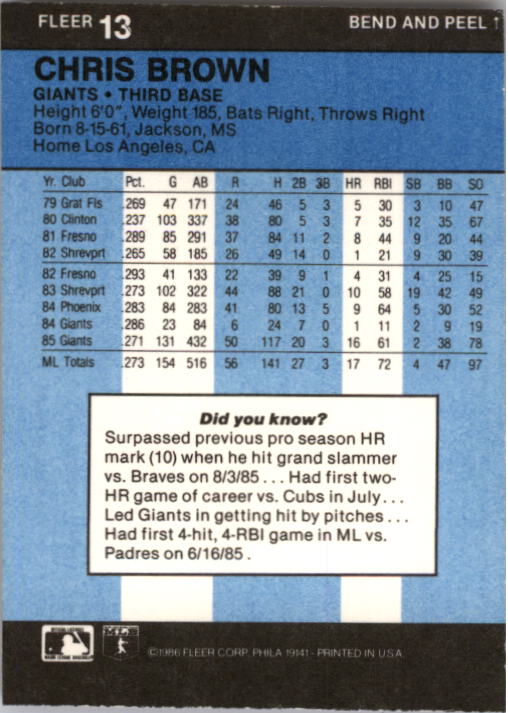 FLEER 13 BEND AND PEEL ↑
CHRIS BROWN
GIANTS • THIRD BASE
Height 6'0", Weight 185, Bats Right, Throws Right
Born 8-15-61, Jackson, MS
Home Los Angeles, CA
Yr. Club Pct. G AB R H 2B 3B HR RBI SB BB SO
79 Grat Fls .269 47 171 24 46 5 3 5 30 3 10 47
80 Clinton .237 103 337 38 80 5 3 7 35 12 35 67
81 Fresno .289 85 291 37 84 11 2 8 44 9 20 44
82 Shrevprt .265 58 185 26 49 14 0 1 21 9 30 39
82 Fresno .293 41 133 22 39 9 1 4 31 4 25 15
83 Shrevprt .273 102 322 44 88 21 0 10 58 19 42 49
84 Phoenix .283 84 283 41 80 13 5 9 64 5 30 52
84 Giants .286 23 84 6 24 7 0 1 11 2 9 19
85 Giants .271 131 432 50 117 20 3 16 61 2 38 78
ML Totals .273 154 516 56 141 27 3 17 72 4 47 97
Did you know?
Surpassed previous pro season HR
mark (10) when he hit grand slammer
vs. Braves on 8/3/85 . . . Had first two-
HR game of career vs. Cubs in July . . .
Led Giants in getting hit by pitches . . .
Had first 4-hit, 4-RBI game in ML vs.
Padres on 6/16/85 .
©1986 FLEER CORP. PHILA 19141 - PRINTED IN U.S.A.